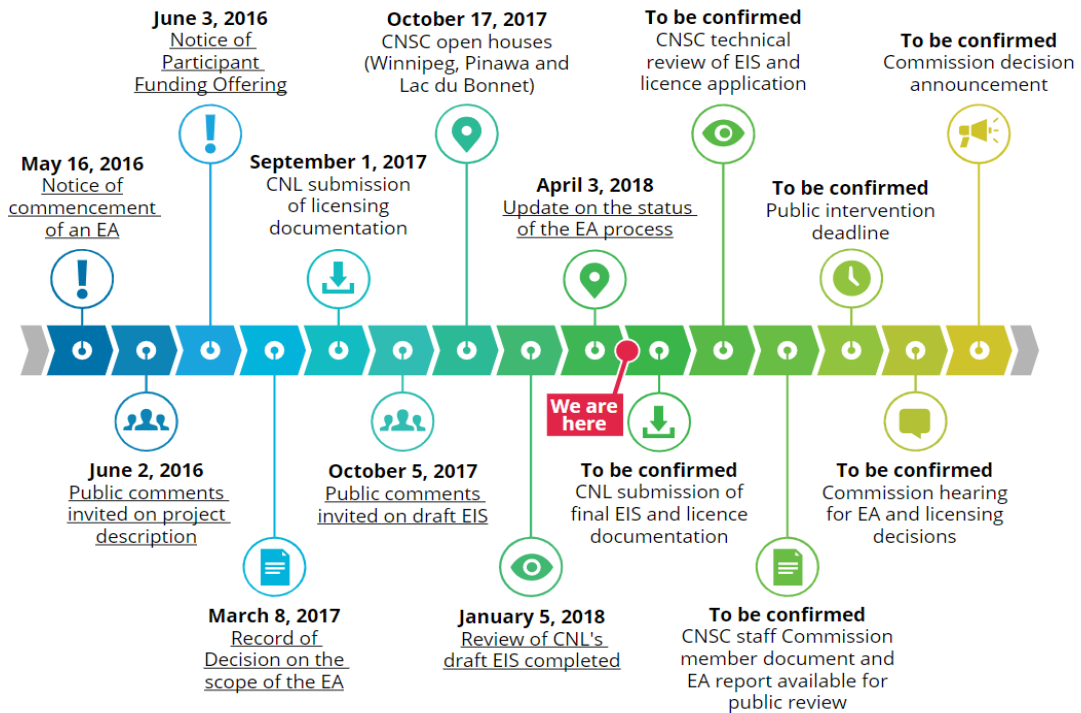 June 3, 2016
Notice of
Participant
Funding Offering
October 17, 2017
CNSC open houses
(Winnipeg, Pinawa and
Lac du Bonnet)
To be confirmed
CNSC technical
review of EIS and
licence application
To be confirmed
Commission decision
announcement
May 16, 2016
Notice of
commencement
of an EA
September 1, 2017
CNL submission
of licensing
documentation
April 3, 2018
Update on the status
of the EA process
To be confirmed
Public intervention
deadline
We are
here
June 2, 2016
Public comments
invited on project
description
October 5, 2017
Public comments
invited on draft EIS
To be confirmed
CNL submission of
final EIS and licence
documentation
To be confirmed
Commission hearing
for EA and licensing
decisions
March 8, 2017
Record of
Decision on the
scope of the EA
January 5, 2018
Review of CNL's
draft EIS completed
To be confirmed
CNSC staff Commission
member document and
EA report available for
public review